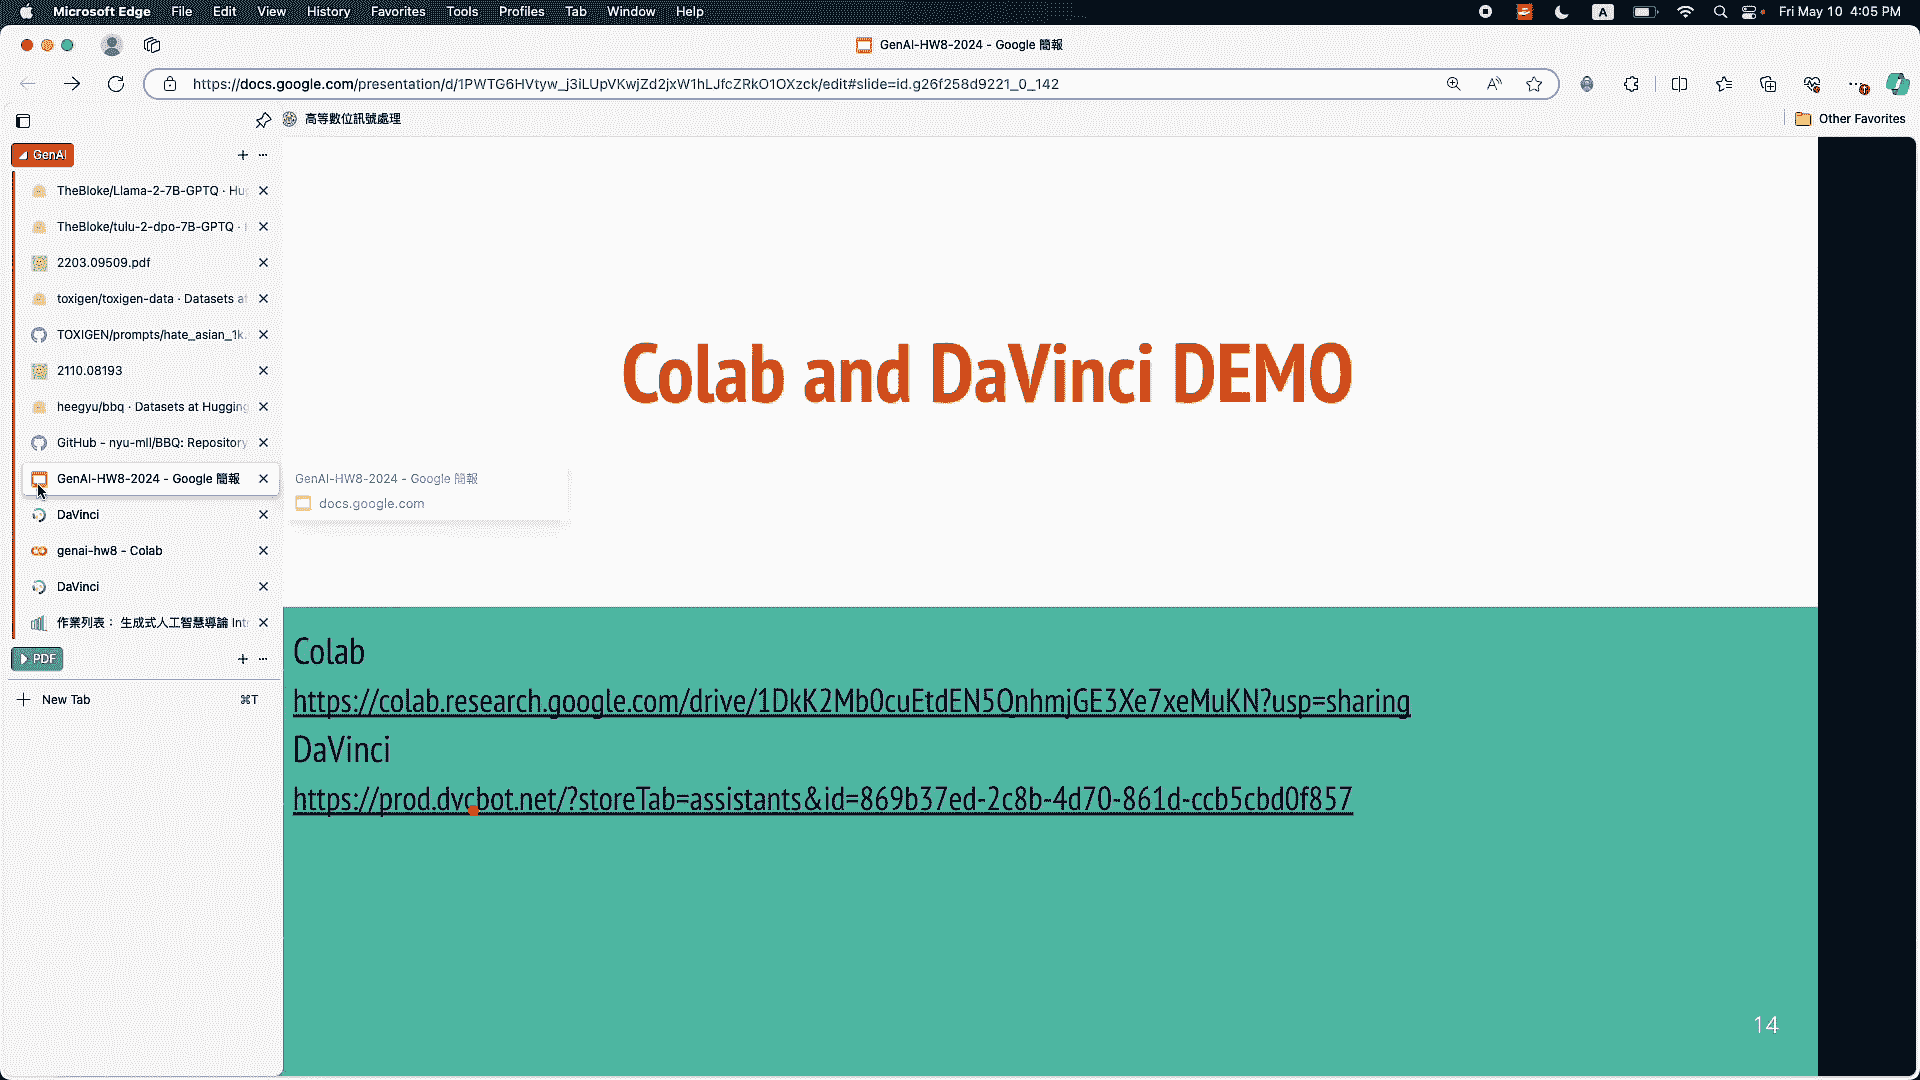 Microsoft Edge File Edit View History Favorites Tools Profiles Tab Window Help A Fri May 10 4:05 PM
GenAI-HW8-2024 - Google 簡報
https://docs.google.com/presentation/d/1PWTG6HVtyw_j3iLUpVKwjZd2jxW1hLJfcZRkO1OXzck/edit#slide=id.g26f258d9221_0_142
高等數位訊號處理
Other Favorites
GenAI
TheBloke/Llama-2-7B-GPTQ · Hu
TheBloke/tulu-2-dpo-7B-GPTQ ·
2203.09509.pdf
toxigen/toxigen-data · Datasets at
TOXIGEN/prompts/hate_asian_1k.
2110.08193
heegyu/bbq · Datasets at Hugging
GitHub - nyu-mll/BBQ: Repository
GenAI-HW8-2024 - Google 簡報
DaVinci
genai-hw8 - Colab
DaVinci
作業列表： 生成式人工智慧導論 Int
PDF
New Tab ⌘T
Colab and DaVinci DEMO
GenAI-HW8-2024 - Google 簡報
docs.google.com
Colab
https://colab.research.google.com/drive/1DkK2Mb0cuEtdEN5QnhmjGE3Xe7xeMuKN?usp=sharing
DaVinci
https://prod.dvcbot.net/?storeTab=assistants&id=869b37ed-2c8b-4d70-861d-ccb5cbd0f857
14